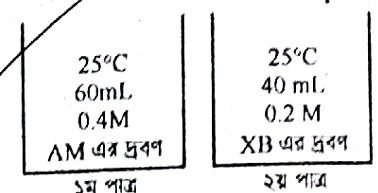 25°C
60mL
0.4M
AM এর দ্রবণ
১ম পাত্র
25°C
40 mL
0.2 M
XB এর দ্রবণ
২য় পাত্র